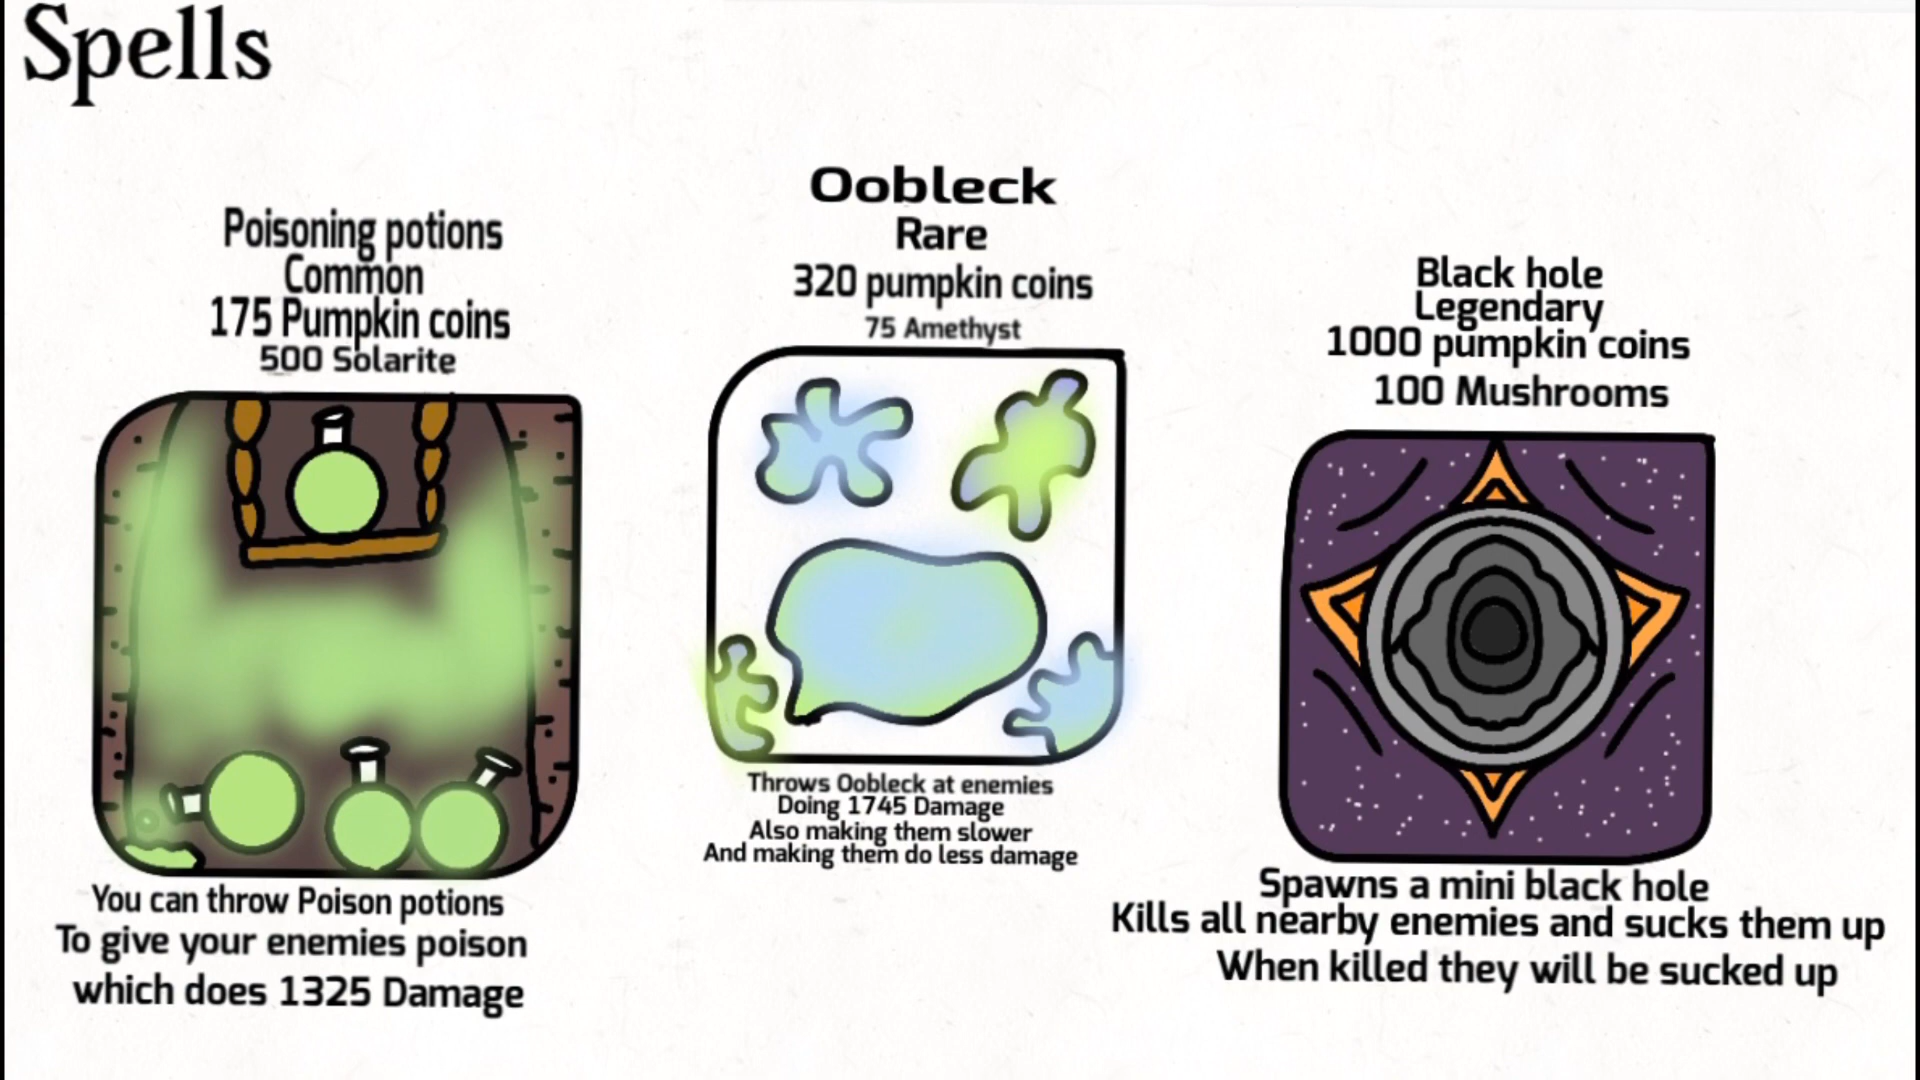 Spells
Poisoning potions
Common
175 Pumpkin coins
500 Solarite
You can throw Poison potions
To give your enemies poison
which does 1325 Damage
Oobleck
Rare
320 pumpkin coins
75 Amethyst
Throws Oobleck at enemies
Doing 1745 Damage
Also making them slower
And making them do less damage
Black hole
Legendary
1000 pumpkin coins
100 Mushrooms
Spawns a mini black hole
Kills all nearby enemies and sucks them up
When killed they will be sucked up